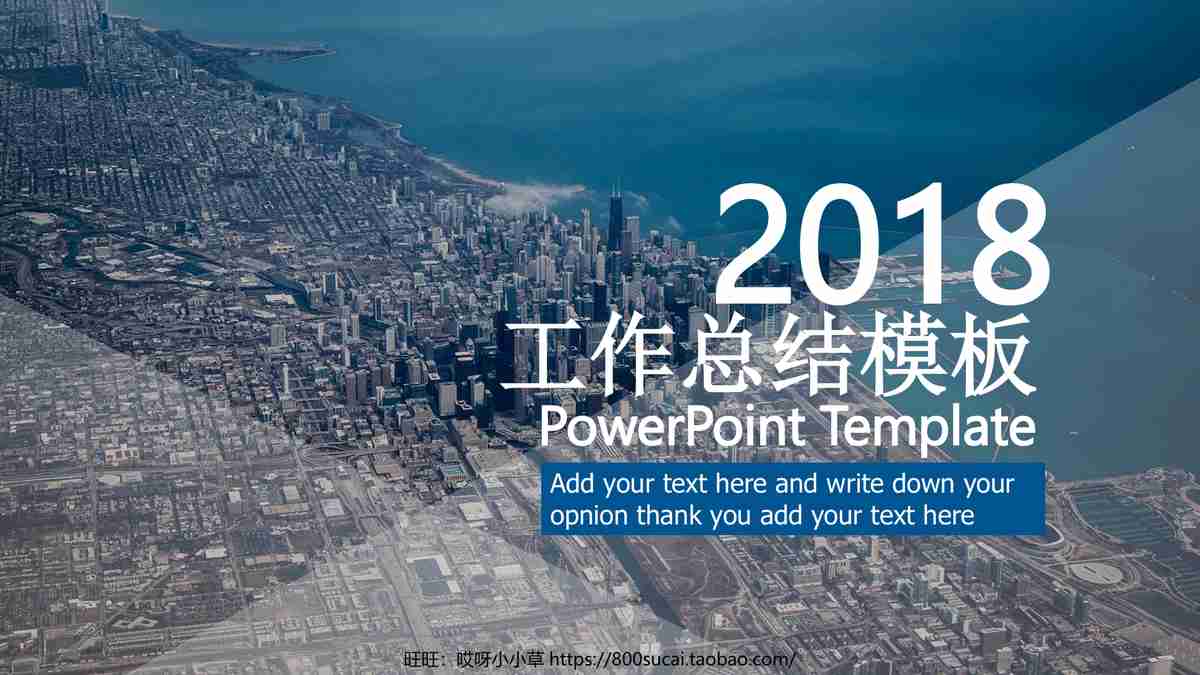 2018
工作总结模板
PowerPoint Template
Add your text here and write down your
opnion thank you add your text here
旺旺：哎呀小小草 https://800sucai.taobao.com/